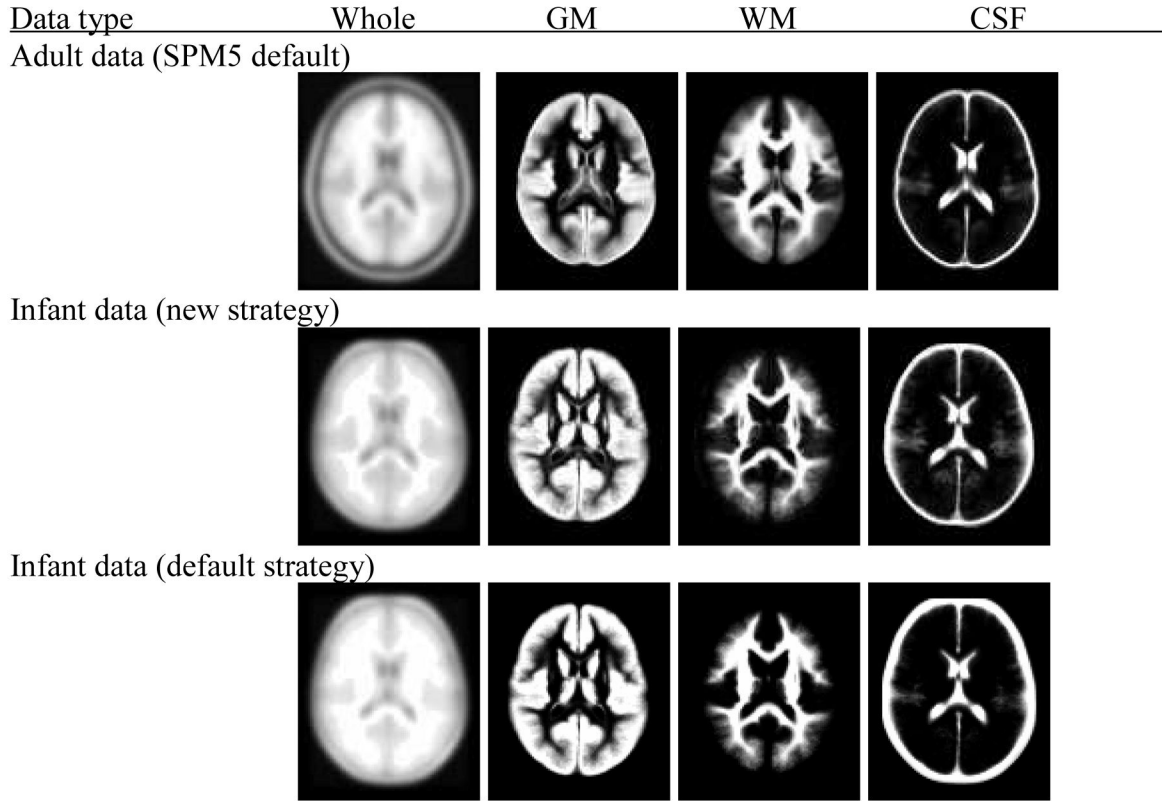 Data type Whole GM WM CSF
Adult data (SPM5 default)
Infant data (new strategy)
Infant data (default strategy)